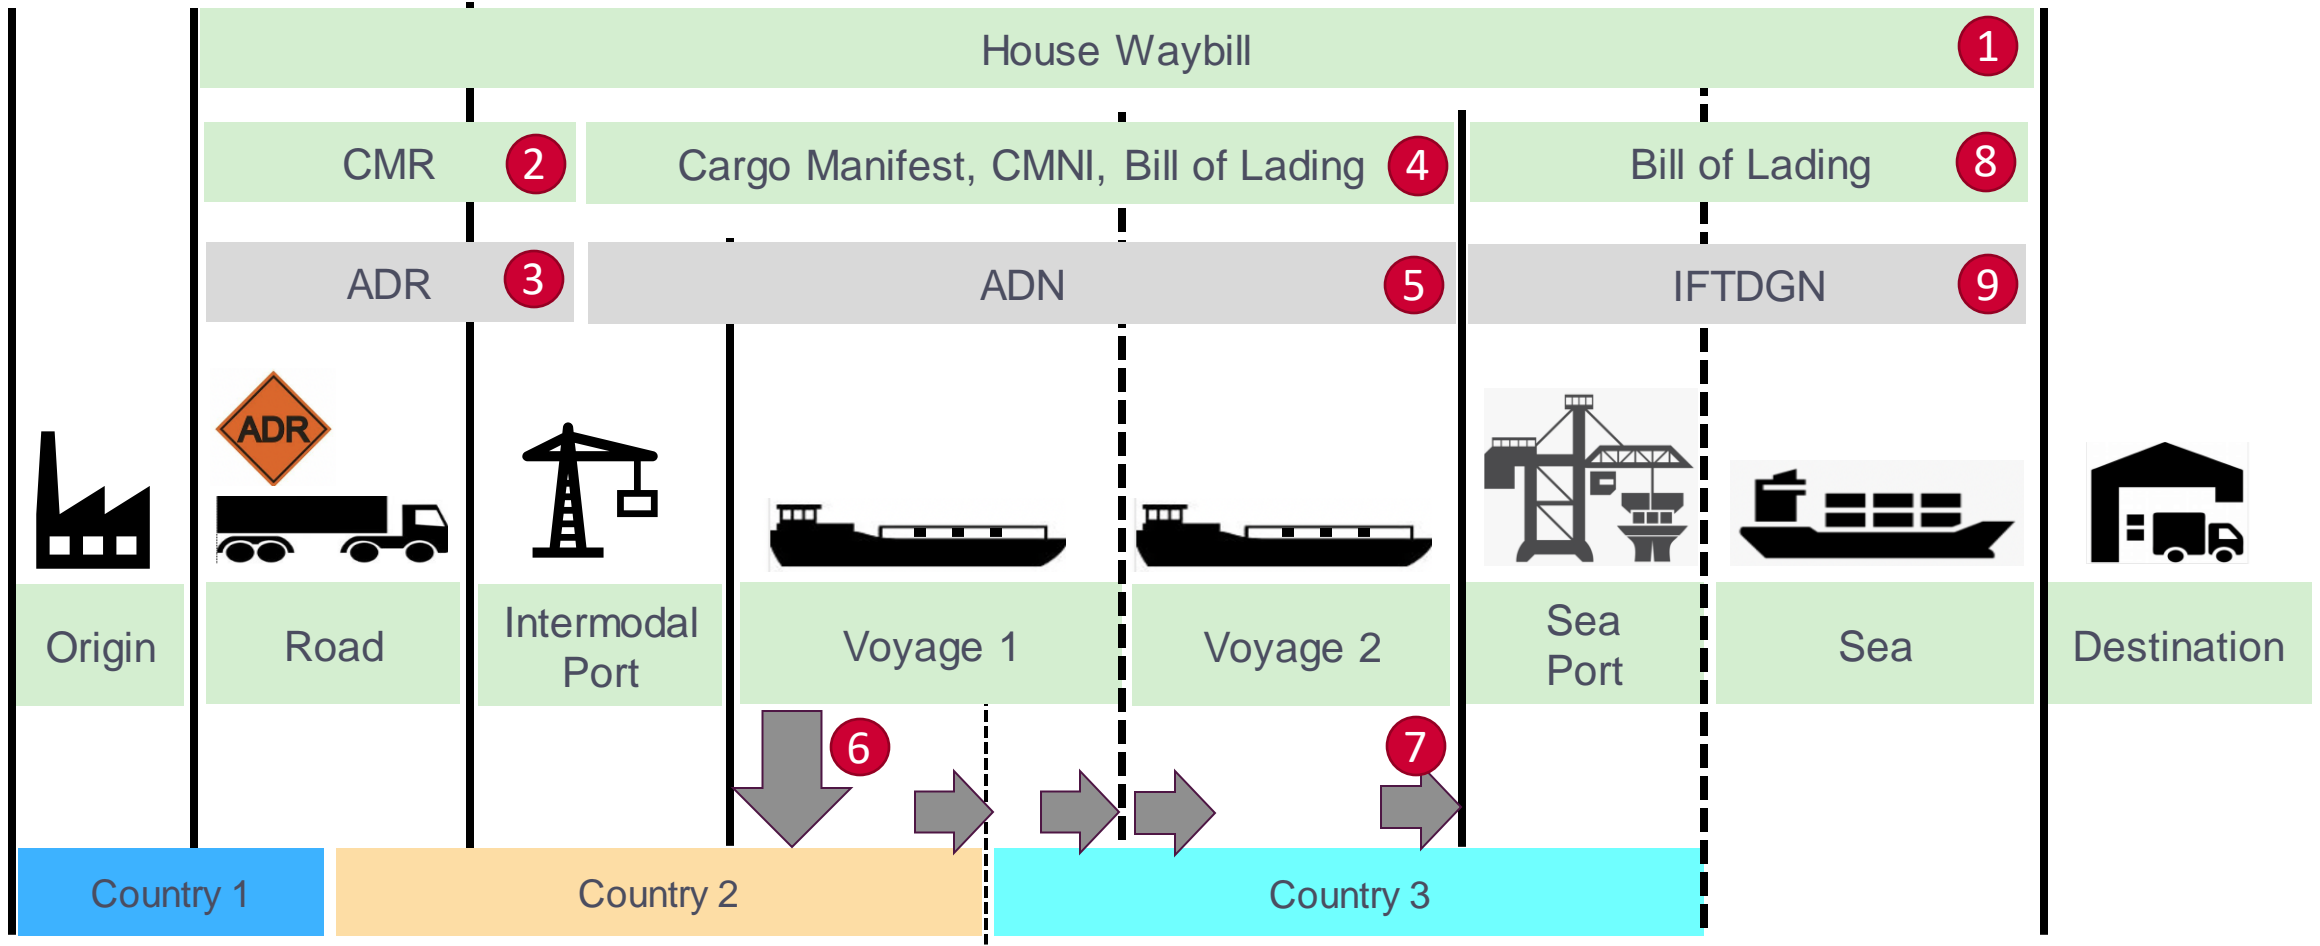 House Waybill 1
CMR 2
Cargo Manifest, CMNI, Bill of Lading 4
Bill of Lading 8
ADR 3
ADN 5
IFTDGN 9
ADR
Origin
Road
Intermodal
Port
Voyage 1
Voyage 2
Sea
Port
Sea
Destination
6
7
Country 1
Country 2
Country 3